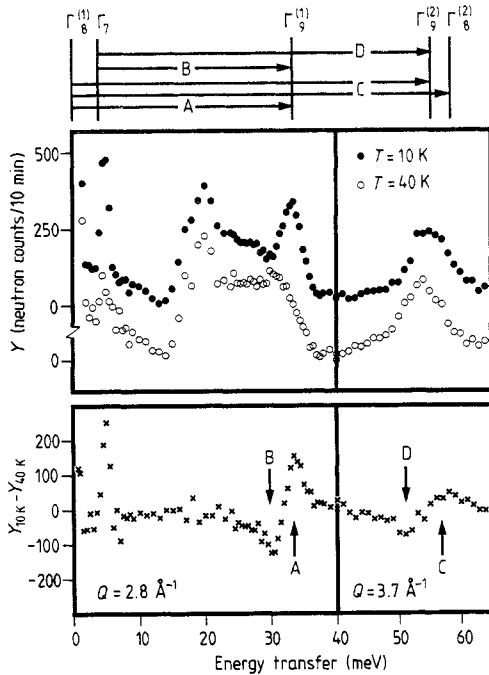 Γ₈⁽¹⁾ Γ₇ Γ₉⁽¹⁾ Γ₉⁽²⁾ Γ₈⁽²⁾
D
B
C
A
500
250
0
0
Y (neutron counts/10 min)
● T = 10 K
○ T = 40 K
200
100
0
-100
-200
Y₁₀ K – Y₄₀ K
B
A
D
C
Q = 2.8 Å⁻¹
Q = 3.7 Å⁻¹
0 10 20 30 40 50 60
Energy transfer (meV)